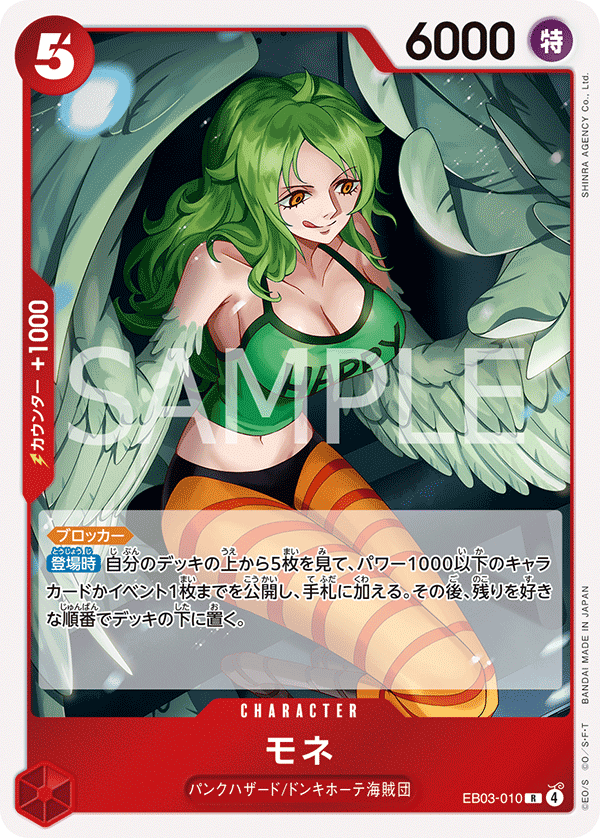 5
6000 特
SHINRA AGENCY Co., Ltd.
カウンター +1000
SAMPLE
HAPPY
ブロッカー
登場時 自分のデッキの上から5枚を見て、パワー1000以下のキャラ
カードかイベント1枚までを公開し、手札に加える。その後、残りを好き
な順番でデッキの下に置く。
CHARACTER
モネ
パンクハザード/ドンキホーテ海賊団
EB03-010 R 4
©E/S ©O/S・F・T BANDAI MADE IN JAPAN